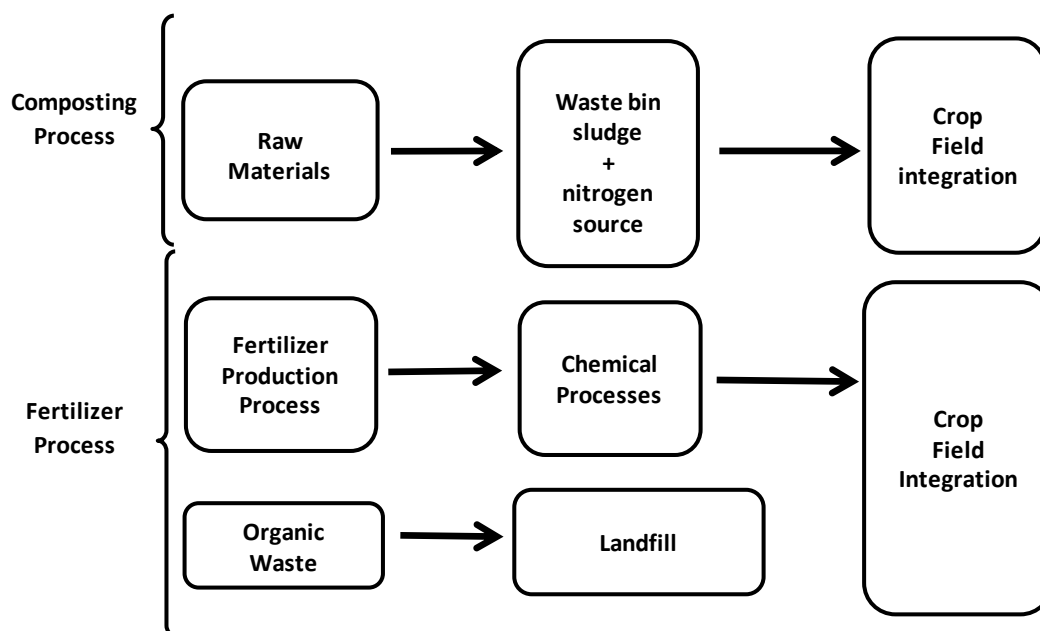 Composting
Process
Raw
Materials
Waste bin
sludge
+
nitrogen
source
Crop
Field
integration
Fertilizer
Process
Fertilizer
Production
Process
Chemical
Processes
Crop
Field
Integration
Organic
Waste
Landfill